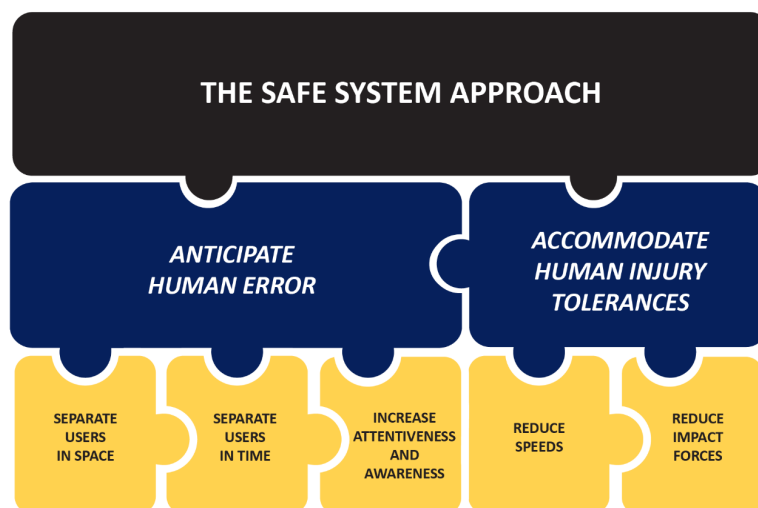 THE SAFE SYSTEM APPROACH
ANTICIPATE
HUMAN ERROR
ACCOMMODATE
HUMAN INJURY
TOLERANCES
SEPARATE
USERS
IN SPACE
SEPARATE
USERS
IN TIME
INCREASE
ATTENTIVENESS
AND
AWARENESS
REDUCE
SPEEDS
REDUCE
IMPACT
FORCES